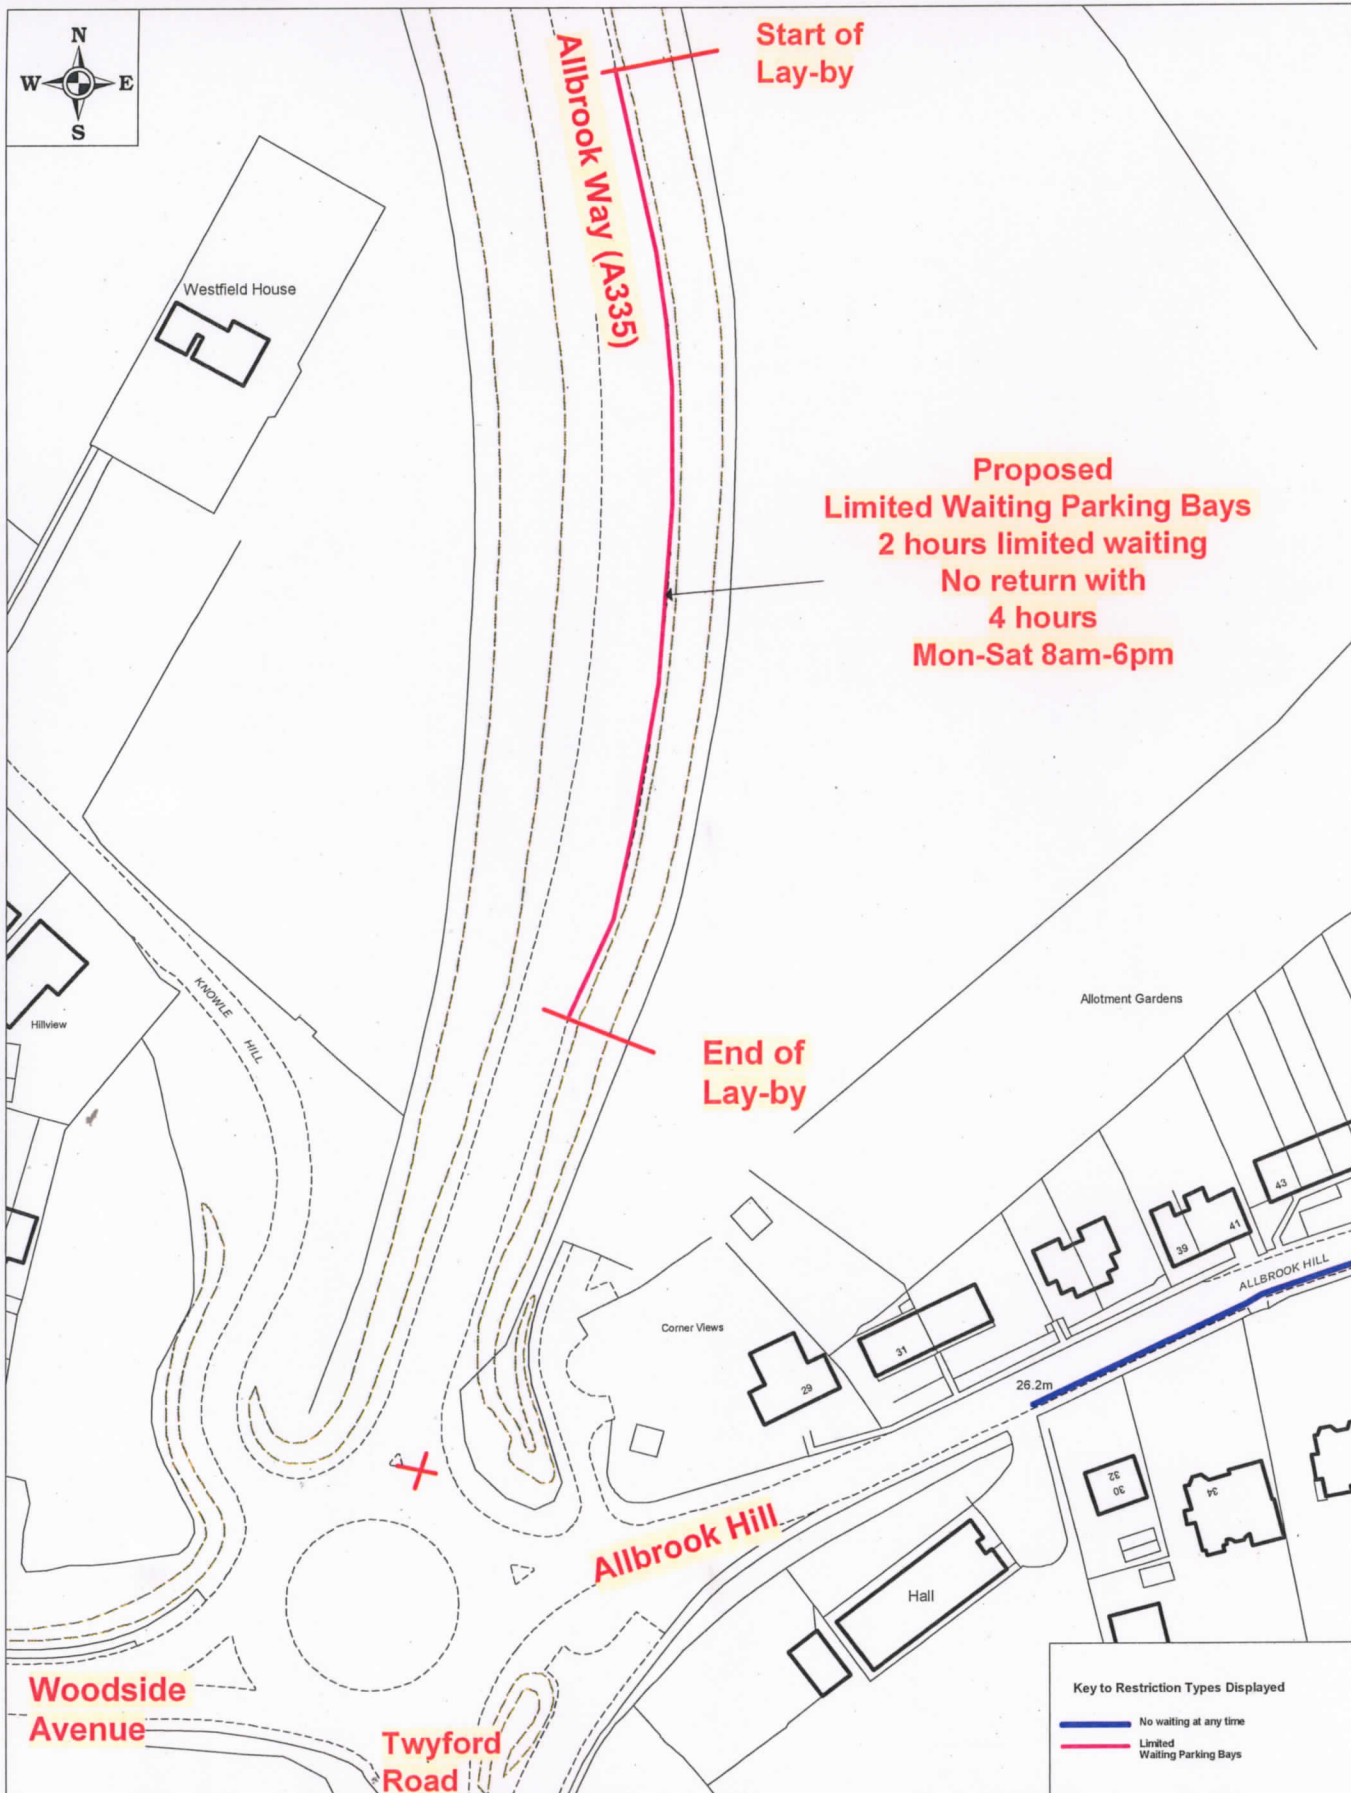 N
W E
S
Start of
Lay-by
Allbrook Way (A335)
Westfield House
Proposed
Limited Waiting Parking Bays
2 hours limited waiting
No return with
4 hours
Mon-Sat 8am-6pm
KNOWLE
HILL
Hillview
Allotment Gardens
End of
Lay-by
43
41
39
ALLBROOK HILL
Corner Views
31
29
26.2m
32
30
34
Allbrook Hill
Hall
Woodside
Avenue
Twyford
Road
Key to Restriction Types Displayed
No waiting at any time
Limited
Waiting Parking Bays